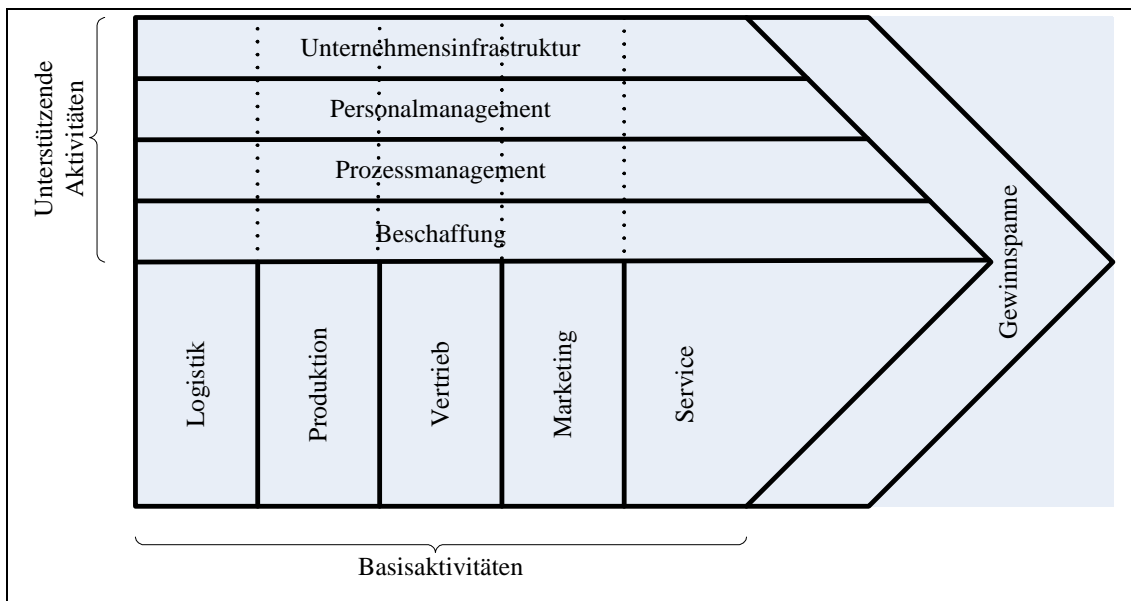 Unternehmensinfrastruktur
Personalmanagement
Prozessmanagement
Beschaffung
Unterstützende
Aktivitäten
Logistik
Produktion
Vertrieb
Marketing
Service
Gewinnspanne
Basisaktivitäten